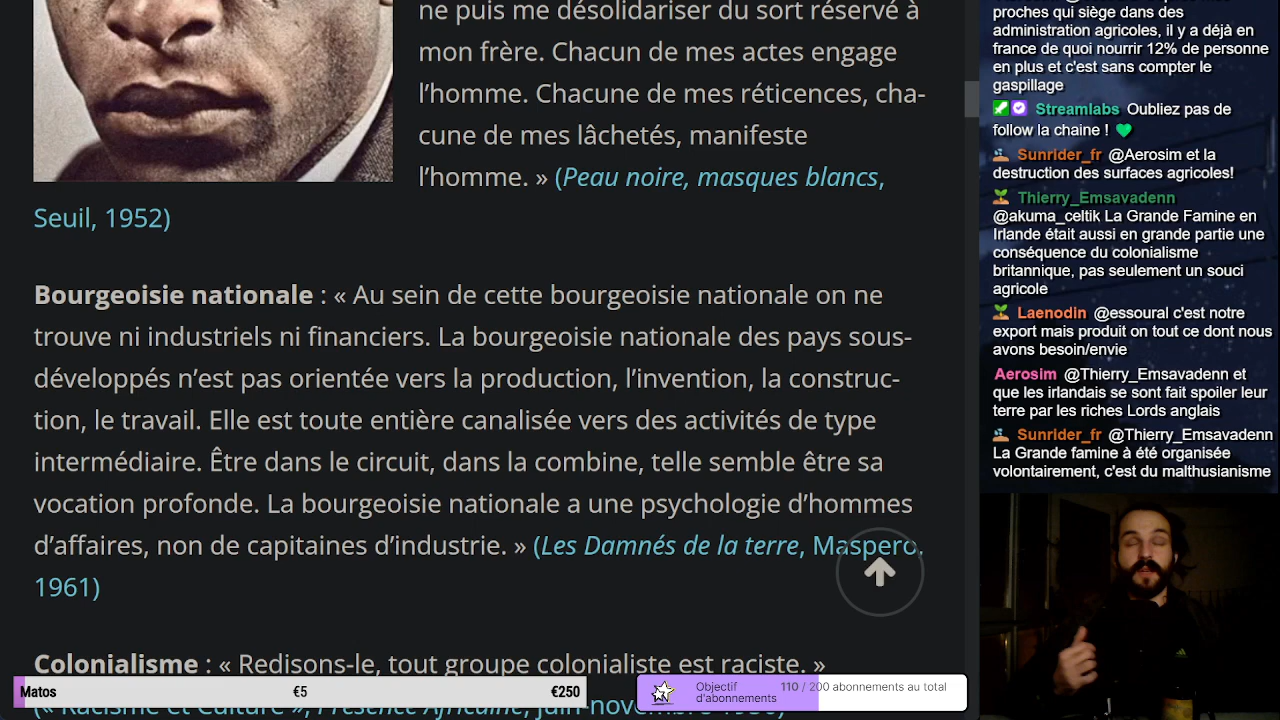 ne puis me désolidariser du sort réservé à
mon frère. Chacun de mes actes engage
l’homme. Chacune de mes réticences, cha-
cune de mes lâchetés, manifeste
l’homme. » (Peau noire, masques blancs,
Seuil, 1952)
Bourgeoisie nationale : « Au sein de cette bourgeoisie nationale on ne
trouve ni industriels ni financiers. La bourgeoisie nationale des pays sous-
développés n’est pas orientée vers la production, l’invention, la construc-
tion, le travail. Elle est toute entière canalisée vers des activités de type
intermédiaire. Être dans le circuit, dans la combine, telle semble être sa
vocation profonde. La bourgeoisie nationale a une psychologie d’hommes
d’affaires, non de capitaines d’industrie. » (Les Damnés de la terre, Maspero,
1961)
Colonialisme : « Redisons-le, tout groupe colonialiste est raciste. »
Matos €5 €250
Objectif d'abonnements
110 / 200 abonnements au total
proches qui siège dans des
administration agricoles, il y a déjà en
france de quoi nourrir 12% de personne
en plus et c'est sans compter le
gaspillage
Streamlabs Oubliez pas de
follow la chaine !
Sunrider_fr @Aerosim et la
destruction des surfaces agricoles!
Thierry_Emsavadenn
@akuma_celtik La Grande Famine en
Irlande était aussi en grande partie une
conséquence du colonialisme
britannique, pas seulement un souci
agricole
Laenodin @essoural c'est notre
export mais produit on tout ce dont nous
avons besoin/envie
Aerosim @Thierry_Emsavadenn et
que les irlandais se sont fait spoiler leur
terre par les riches Lords anglais
Sunrider_fr @Thierry_Emsavadenn
La Grande famine à été organisée
volontairement, c'est du malthusianisme